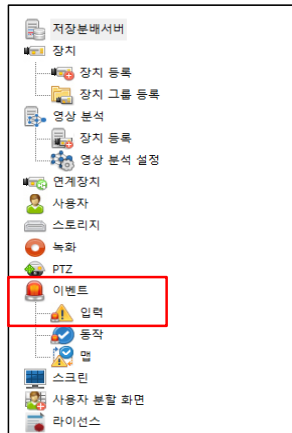 저장분배서버
장치
장치 등록
장치 그룹 등록
영상 분석
장치 등록
영상 분석 설정
연계장치
사용자
스토리지
녹화
PTZ
이벤트
입력
동작
맵
스크린
사용자 분할 화면
라이선스